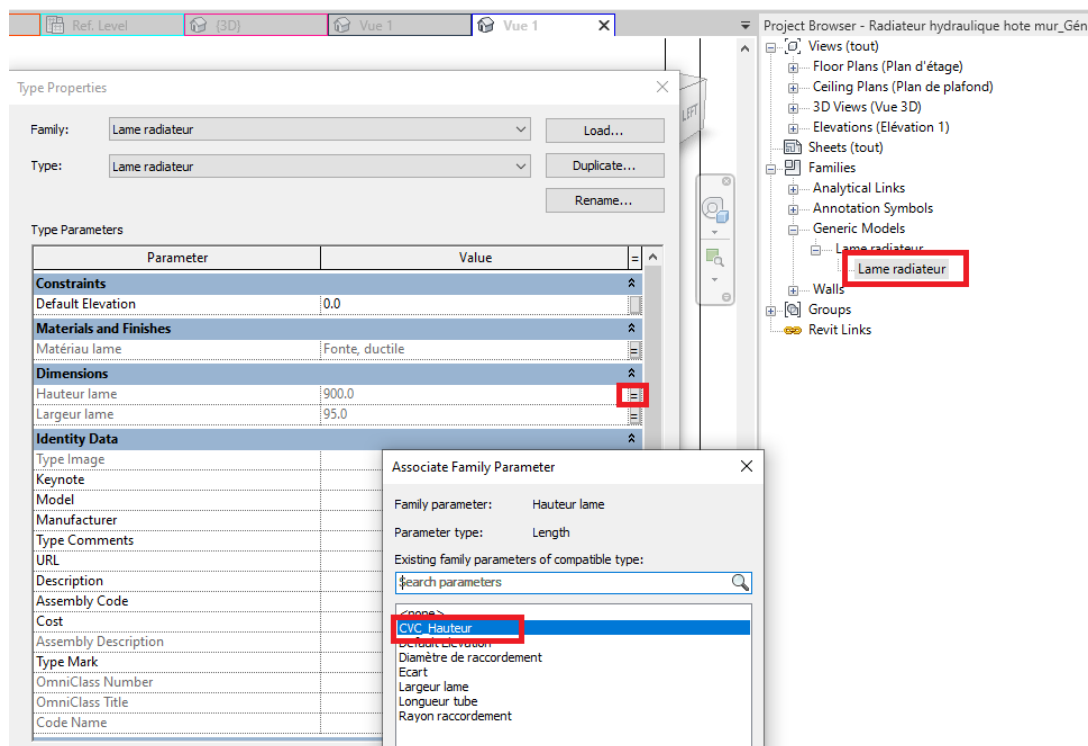 Ref. Level
{3D}
Vue 1
Vue 1
X
Project Browser - Radiateur hydraulique hote mur_Gén
Views (tout)
Floor Plans (Plan d'étage)
Ceiling Plans (Plan de plafond)
3D Views (Vue 3D)
Elevations (Elévation 1)
Sheets (tout)
Families
Analytical Links
Annotation Symbols
Generic Models
Lame radiateur
Lame radiateur
Walls
Groups
Revit Links
LEFT
Type Properties
Family: Lame radiateur Load...
Type: Lame radiateur Duplicate...
Rename...
Type Parameters
Parameter Value =
Constraints
Default Elevation 0.0
Materials and Finishes
Matériau lame Fonte, ductile =
Dimensions
Hauteur lame 900.0 =
Largeur lame 95.0 =
Identity Data
Type Image
Keynote
Model
Manufacturer
Type Comments
URL
Description
Assembly Code
Cost
Assembly Description
Type Mark
OmniClass Number
OmniClass Title
Code Name
Associate Family Parameter
Family parameter: Hauteur lame
Parameter type: Length
Existing family parameters of compatible type:
Search parameters
<none>
CVC_Hauteur
Default Elevation
Diamètre de raccordement
Ecart
Largeur lame
Longueur tube
Rayon raccordement